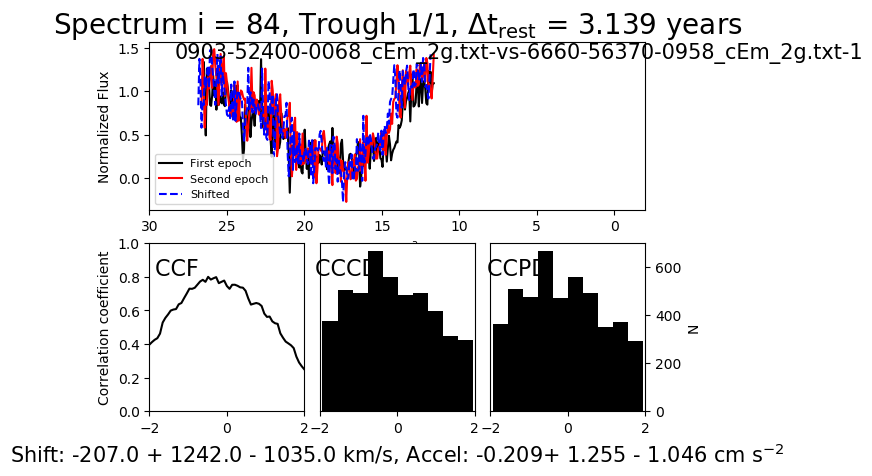 Spectrum i = 84, Trough 1/1, Δt_rest = 3.139 years
0903-52400-0068_cEm_2g.txt-vs-6660-56370-0958_cEm_2g.txt-1
Normalized Flux
1.5
1.0
0.5
0.0
First epoch
Second epoch
Shifted
30 25 20 15 10 5 0
Correlation coefficient
1.0
0.8
0.6
0.4
0.2
0.0
CCF
CCCD
CCPD
600
400
200
0
N
−2 0 2
−2 0 2
−2 0 2
Shift: -207.0 + 1242.0 - 1035.0 km/s, Accel: -0.209+ 1.255 - 1.046 cm s⁻²